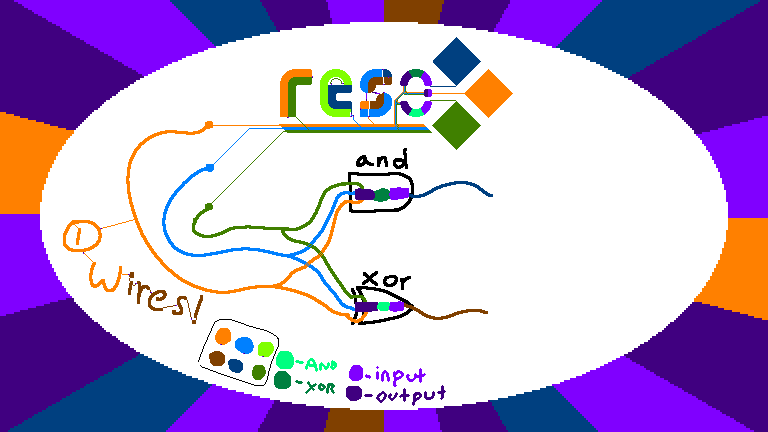 reso
and
xor
1
Wires!
-AND
-XOR
-input
-output